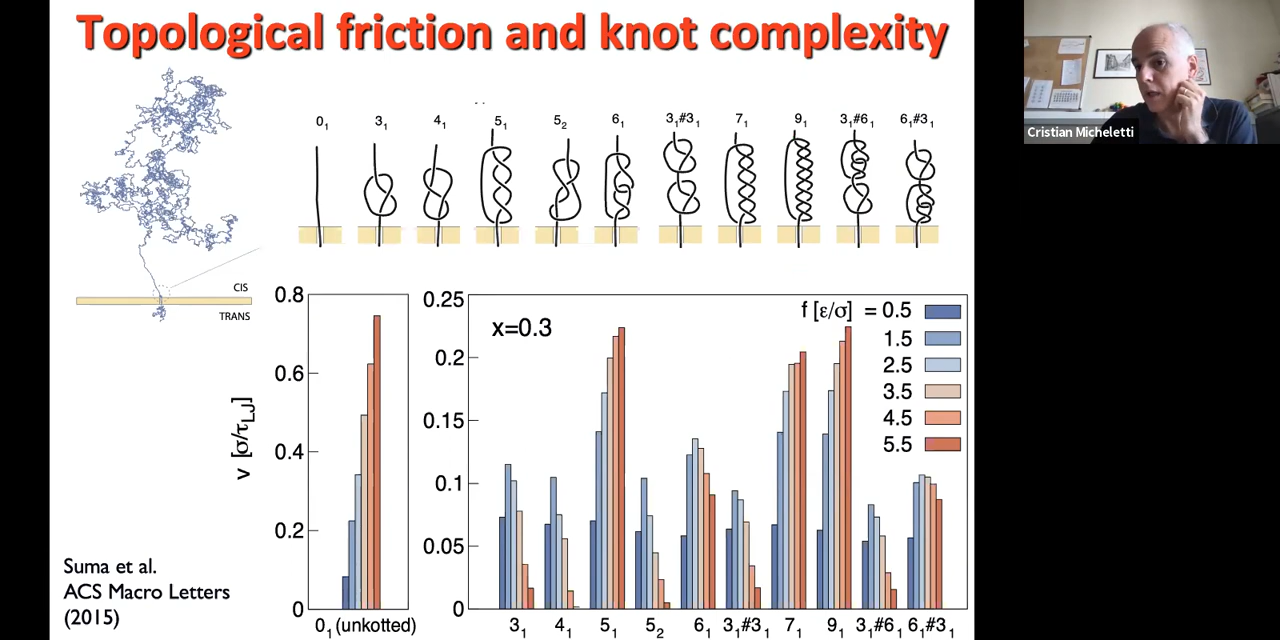 Topological friction and knot complexity
Cristian Micheletti
0₁ 3₁ 4₁ 5₁ 5₂ 6₁ 3₁#3₁ 7₁ 9₁ 3₁#6₁ 6₁#3₁
CIS
TRANS
0.8
0.6
0.4
0.2
0
v [σ/τLJ]
0₁ (unkotted)
0.25
0.2
0.15
0.1
0.05
0
x=0.3
f [ε/σ] = 0.5
1.5
2.5
3.5
4.5
5.5
3₁ 4₁ 5₁ 5₂ 6₁ 3₁#3₁ 7₁ 9₁ 3₁#6₁ 6₁#3₁
Suma et al.
ACS Macro Letters
(2015)